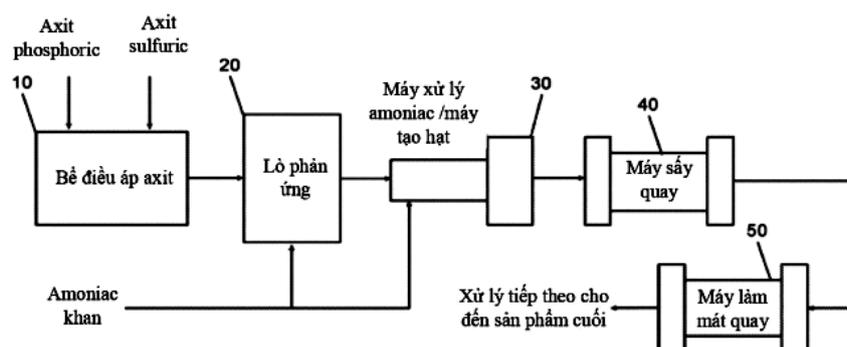 Axit
phosphoric
Axit
sulfuric
10
20
30
40
Máy xử lý
amoniac /máy
tạo hạt
Bể điều áp axit
Lò phản
ứng
Máy sấy
quay
50
Amoniac
khan
Xử lý tiếp theo cho
đến sản phẩm cuối
Máy làm
mát quay